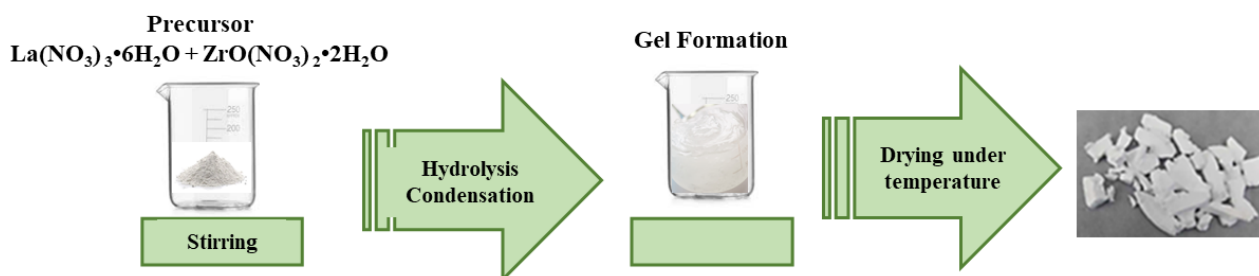 Precursor
La(NO₃)₃•6H₂O + ZrO(NO₃)₂•2H₂O
250
200
Stirring
Hydrolysis
Condensation
Gel Formation
250
Drying under
temperature